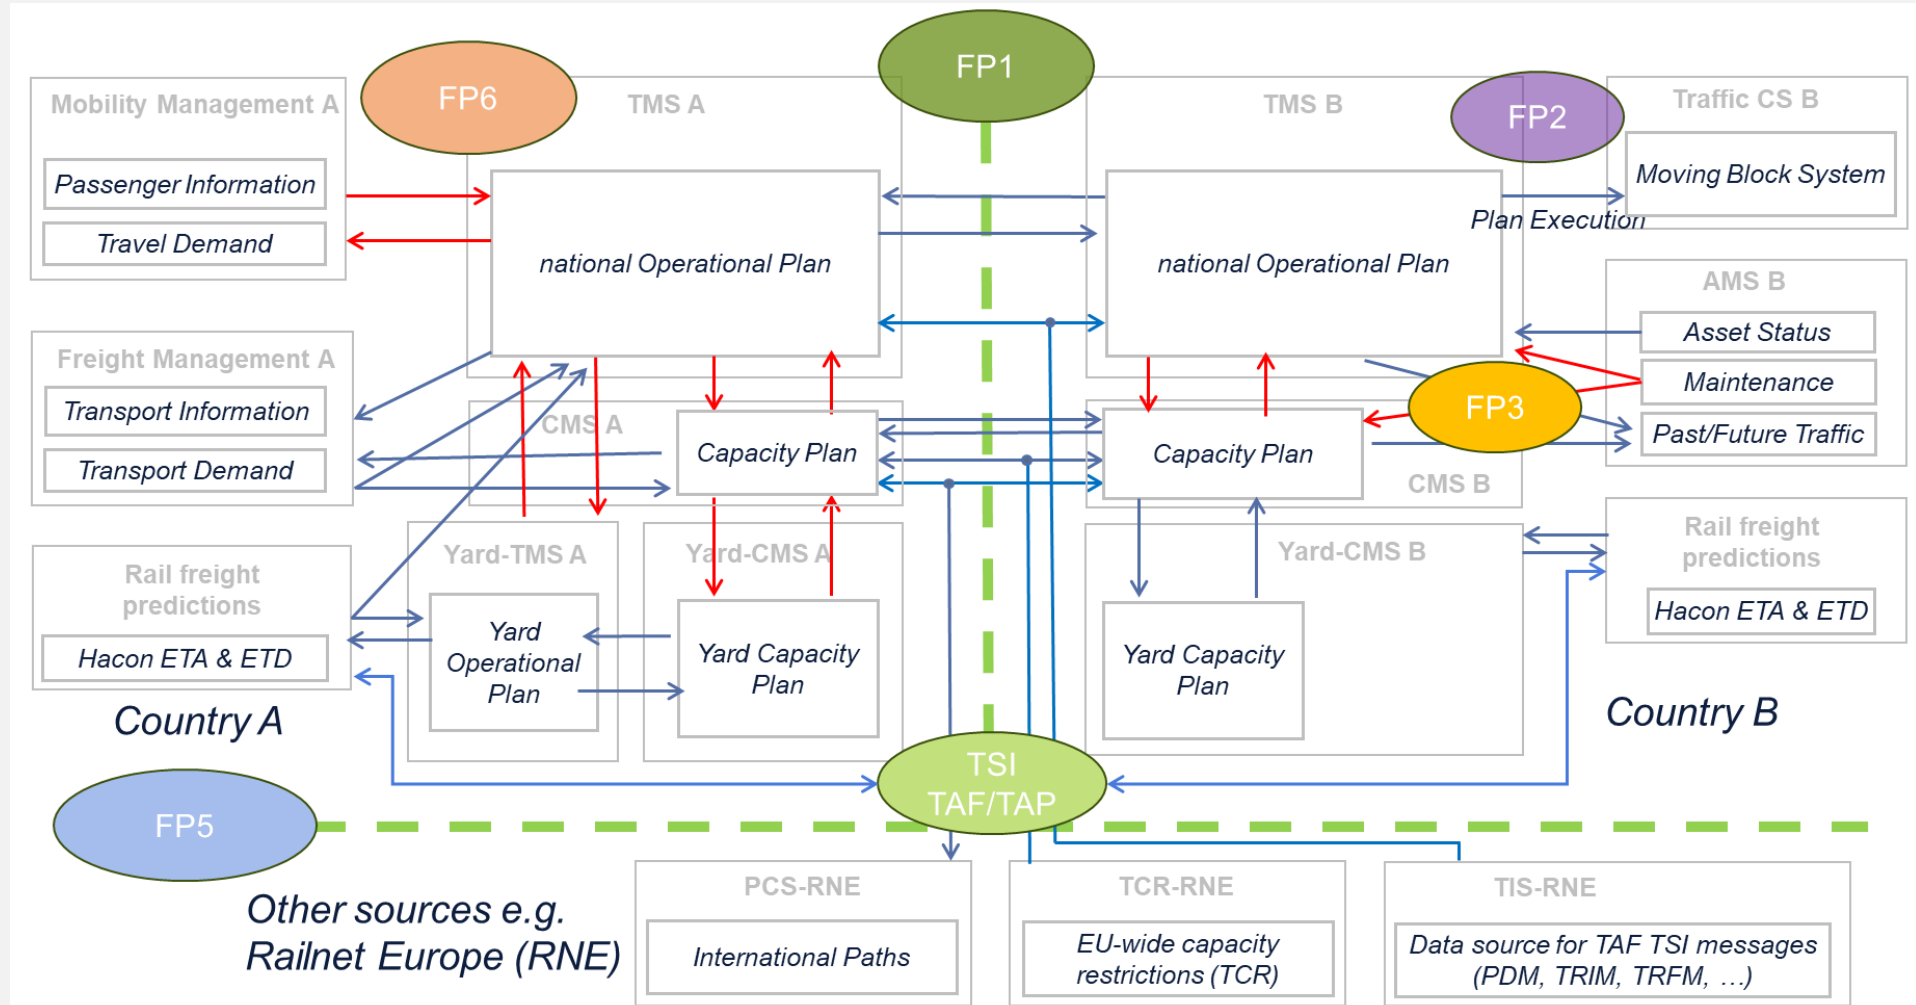 FP1
FP6
FP2
Mobility Management A
Passenger Information
Travel Demand
TMS A
national Operational Plan
TMS B
national Operational Plan
Traffic CS B
Moving Block System
Plan Execution
AMS B
Asset Status
Maintenance
Past/Future Traffic
FP3
Freight Management A
Transport Information
Transport Demand
CMS A
Capacity Plan
Capacity Plan
CMS B
Rail freight
predictions
Hacon ETA & ETD
Yard-TMS A
Yard
Operational
Plan
Yard-CMS A
Yard Capacity
Plan
Yard-CMS B
Yard Capacity
Plan
Rail freight
predictions
Hacon ETA & ETD
Country A
Country B
TSI
TAF/TAP
FP5
Other sources e.g.
Railnet Europe (RNE)
PCS-RNE
International Paths
TCR-RNE
EU-wide capacity
restrictions (TCR)
TIS-RNE
Data source for TAF TSI messages
(PDM, TRIM, TRFM, …)